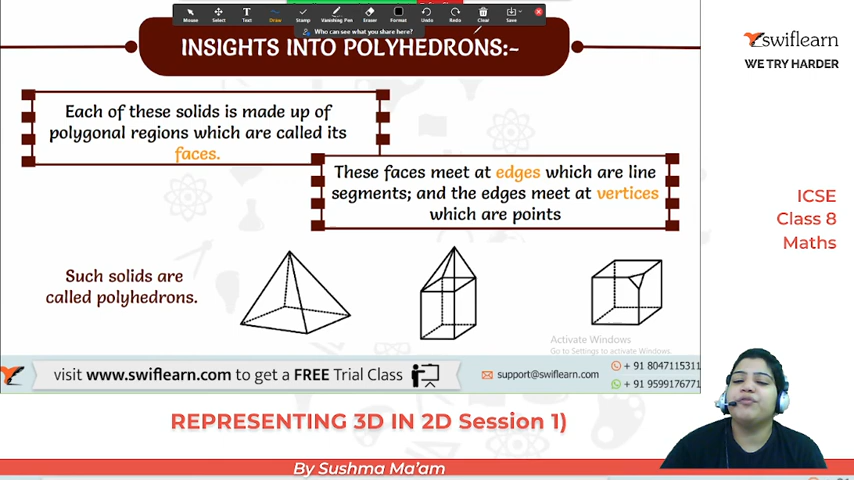 Mouse Select Text Draw Stamp Vanishing Pen Eraser Format Undo Redo Clear Save
Who can see what you share here?
INSIGHTS INTO POLYHEDRONS:~
swiflearn
WE TRY HARDER
Each of these solids is made up of
polygonal regions which are called its
faces.
These faces meet at edges which are line
segments; and the edges meet at vertices
which are points
ICSE
Class 8
Maths
Such solids are
called polyhedrons.
Activate Windows
Go to Settings to activate Windows.
visit www.swiflearn.com to get a FREE Trial Class
support@swiflearn.com
+ 91 8047115311
+ 91 9599176771
REPRESENTING 3D IN 2D Session 1)
By Sushma Ma'am